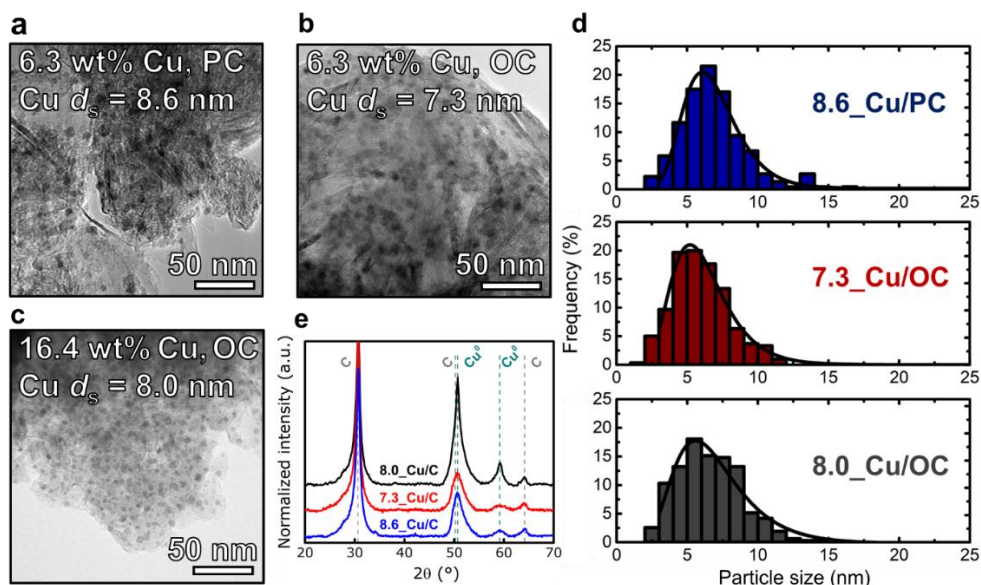 a
6.3 wt% Cu, PC
Cu dₛ = 8.6 nm
50 nm
b
6.3 wt% Cu, OC
Cu dₛ = 7.3 nm
50 nm
c
16.4 wt% Cu, OC
Cu dₛ = 8.0 nm
50 nm
d
25
20
15
10
5
0
8.6_Cu/PC
0 5 10 15 20 25
25
20
15
10
5
0
7.3_Cu/OC
0 5 10 15 20 25
25
20
15
10
5
0
8.0_Cu/OC
0 5 10 15 20 25
Frequency (%)
Particle size (nm)
e
Normalized intensity (a.u.)
C C Cu⁰ Cu⁰ C
8.0_Cu/C
7.3_Cu/C
8.6_Cu/C
20 30 40 50 60 70
2θ (°)